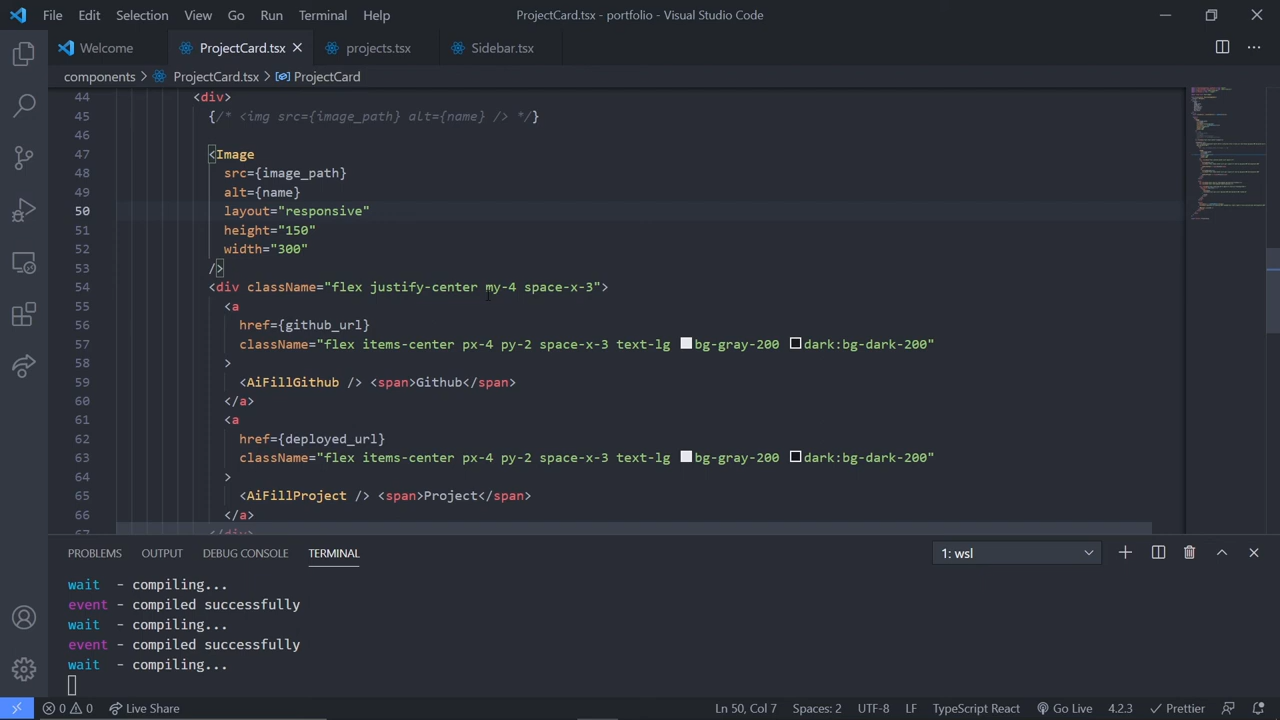 File Edit Selection View Go Run Terminal Help ProjectCard.tsx - portfolio - Visual Studio Code
Welcome ProjectCard.tsx projects.tsx Sidebar.tsx
components > ProjectCard.tsx > ProjectCard
44 <div>
45 {/* <img src={image_path} alt={name} /> */}
46
47 <Image
48 src={image_path}
49 alt={name}
50 layout="responsive"
51 height="150"
52 width="300"
53 />
54 <div className="flex justify-center my-4 space-x-3">
55 <a
56 href={github_url}
57 className="flex items-center px-4 py-2 space-x-3 text-lg bg-gray-200 dark:bg-dark-200"
58 >
59 <AiFillGithub /> <span>Github</span>
60 </a>
61 <a
62 href={deployed_url}
63 className="flex items-center px-4 py-2 space-x-3 text-lg bg-gray-200 dark:bg-dark-200"
64 >
65 <AiFillProject /> <span>Project</span>
66 </a>
67 </div>
PROBLEMS OUTPUT DEBUG CONSOLE TERMINAL 1: wsl
wait - compiling...
event - compiled successfully
wait - compiling...
event - compiled successfully
wait - compiling...
0 0 Live Share Ln 50, Col 7 Spaces: 2 UTF-8 LF TypeScript React Go Live 4.2.3 Prettier